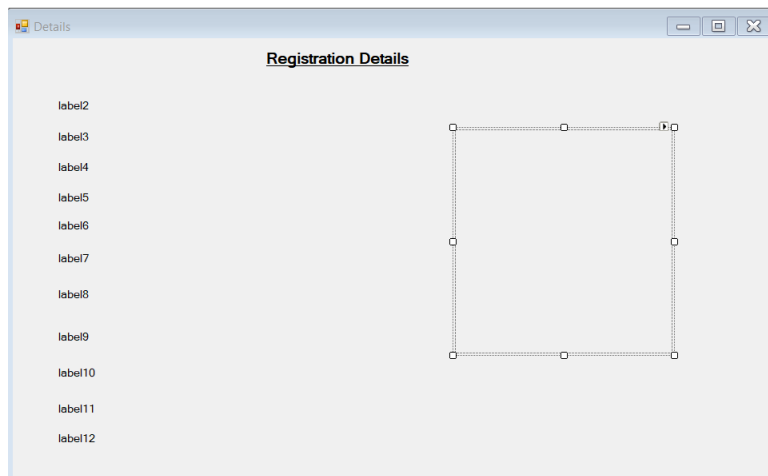 Details
Registration Details
label2
label3
label4
label5
label6
label7
label8
label9
label10
label11
label12